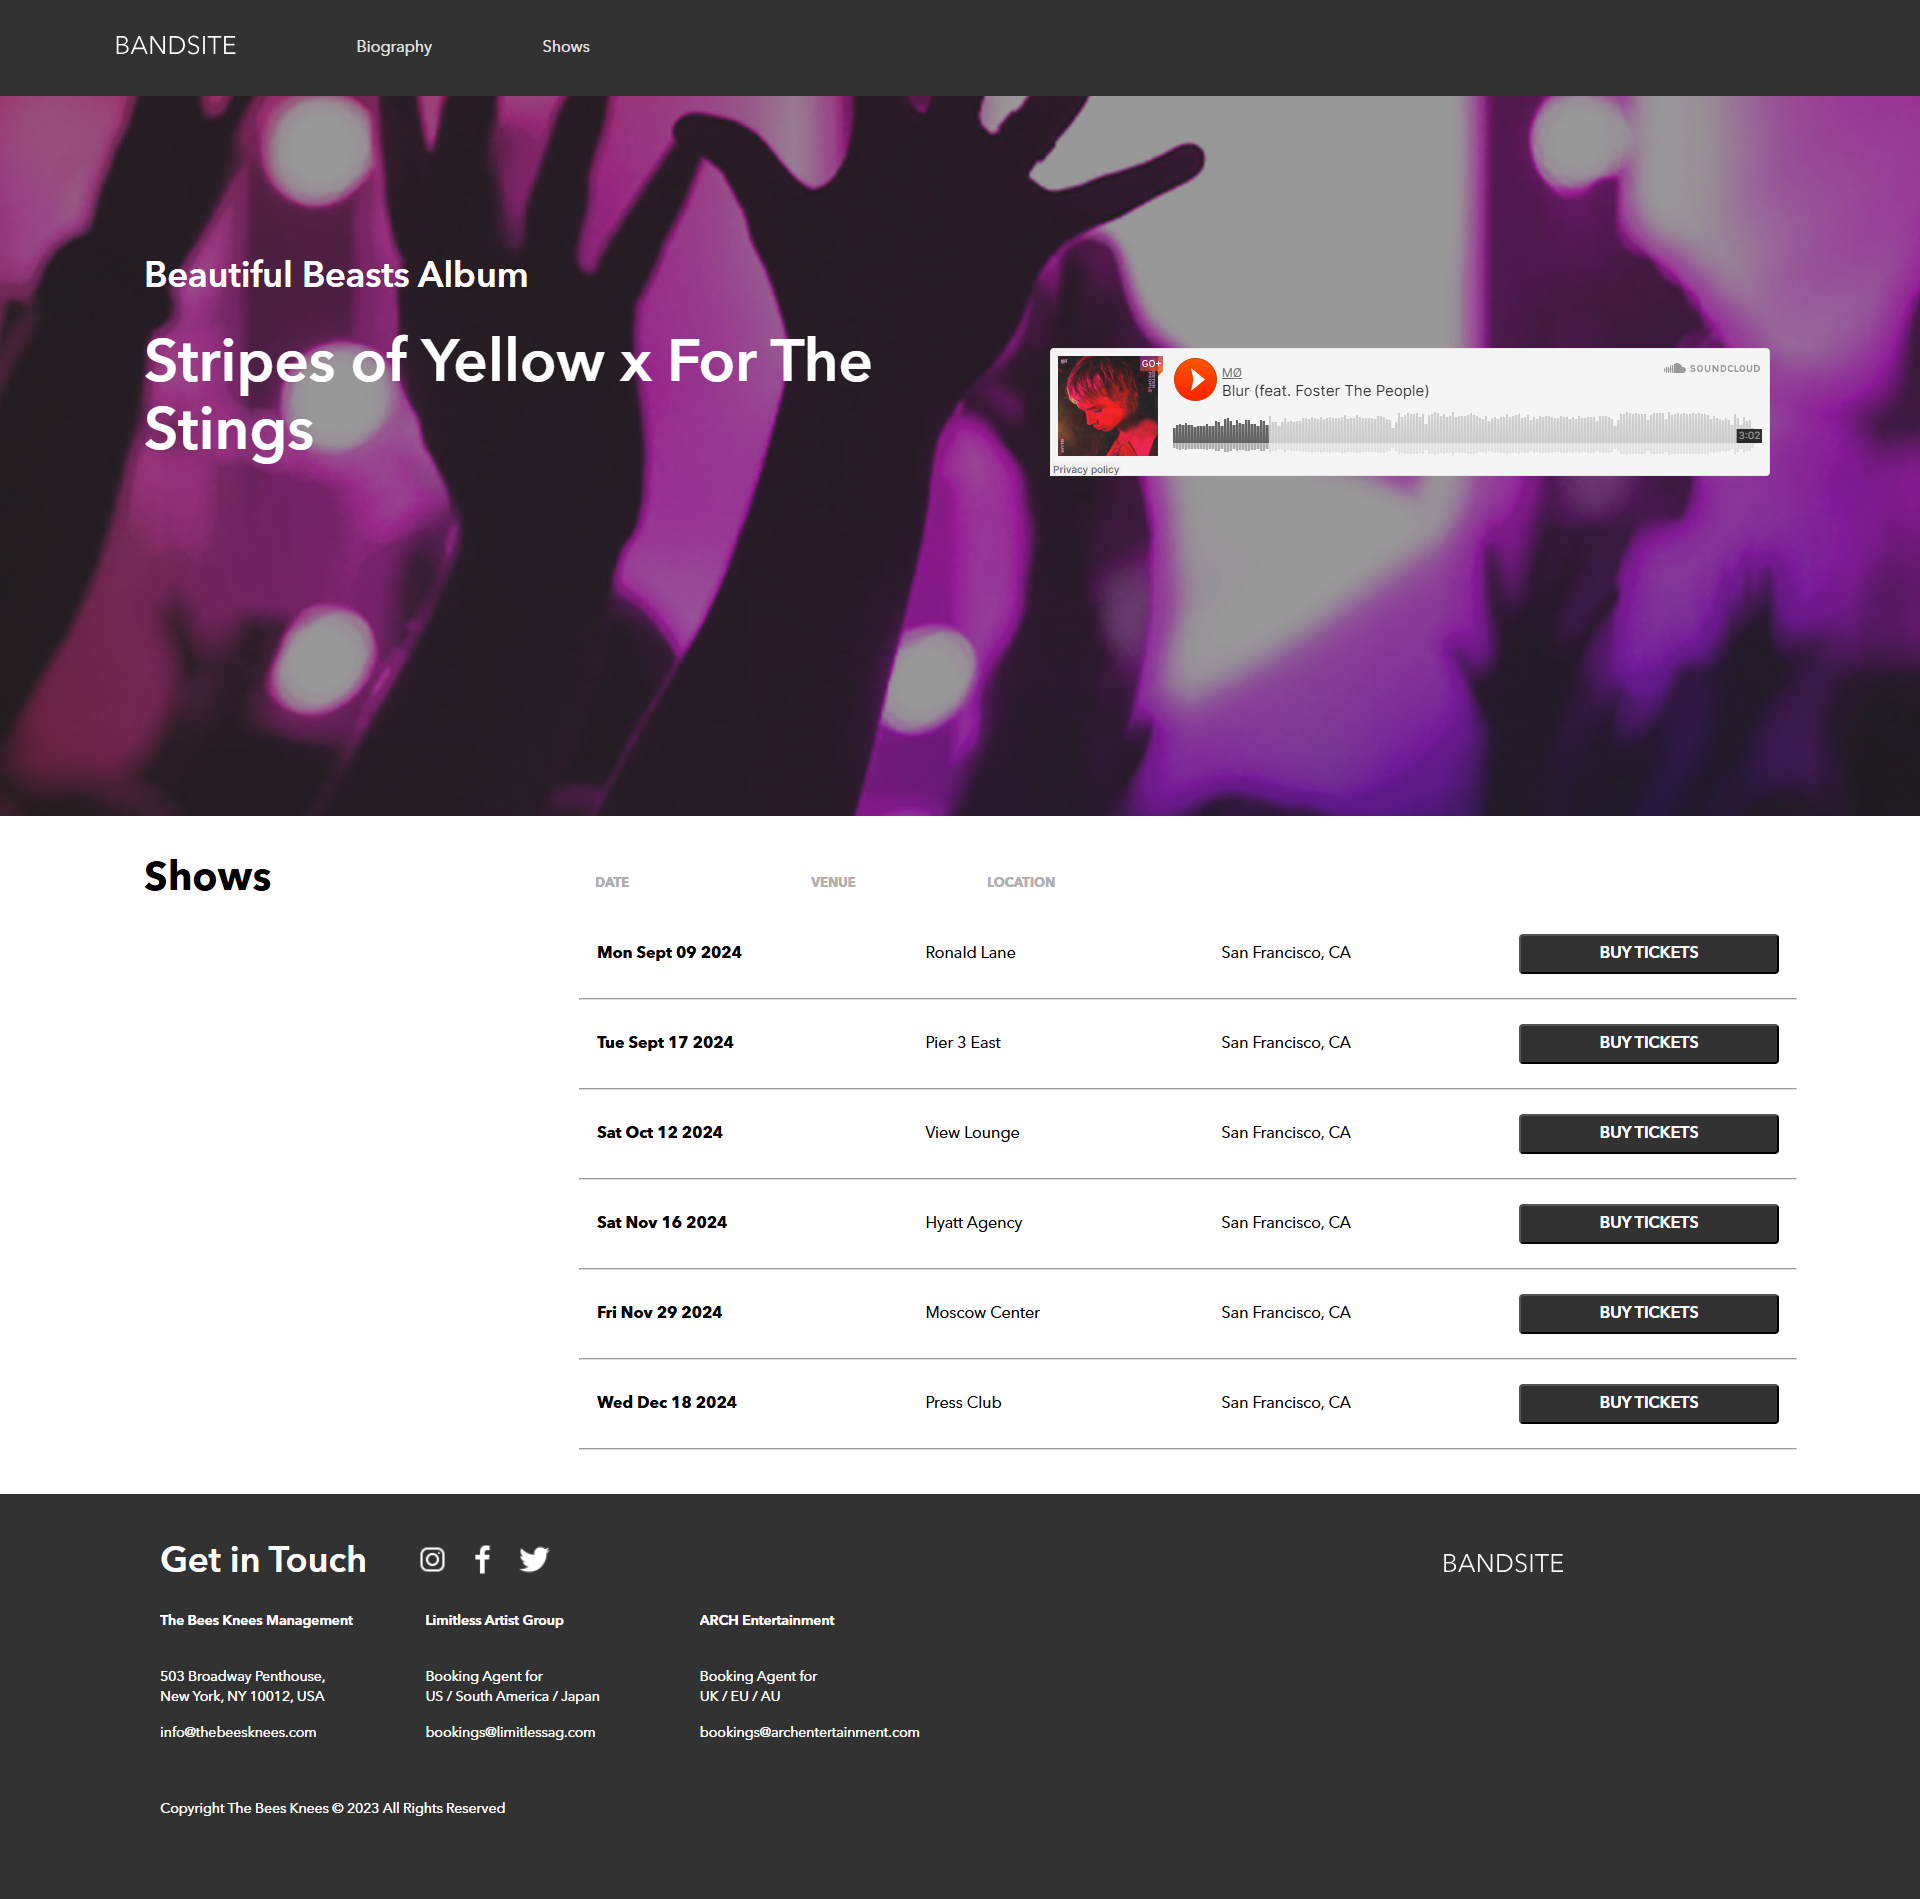 BANDSITE
Biography
Shows
Beautiful Beasts Album
Stripes of Yellow x For The
Stings
GO+
MØ
Blur (feat. Foster The People)
SOUNDCLOUD
3:02
Privacy policy
Shows
DATE VENUE LOCATION
Mon Sept 09 2024 Ronald Lane San Francisco, CA BUY TICKETS
Tue Sept 17 2024 Pier 3 East San Francisco, CA BUY TICKETS
Sat Oct 12 2024 View Lounge San Francisco, CA BUY TICKETS
Sat Nov 16 2024 Hyatt Agency San Francisco, CA BUY TICKETS
Fri Nov 29 2024 Moscow Center San Francisco, CA BUY TICKETS
Wed Dec 18 2024 Press Club San Francisco, CA BUY TICKETS
Get in Touch
BANDSITE
The Bees Knees Management
503 Broadway Penthouse,
New York, NY 10012, USA
info@thebeesknees.com
Limitless Artist Group
Booking Agent for
US / South America / Japan
bookings@limitlessag.com
ARCH Entertainment
Booking Agent for
UK / EU / AU
bookings@archentertainment.com
Copyright The Bees Knees © 2023 All Rights Reserved